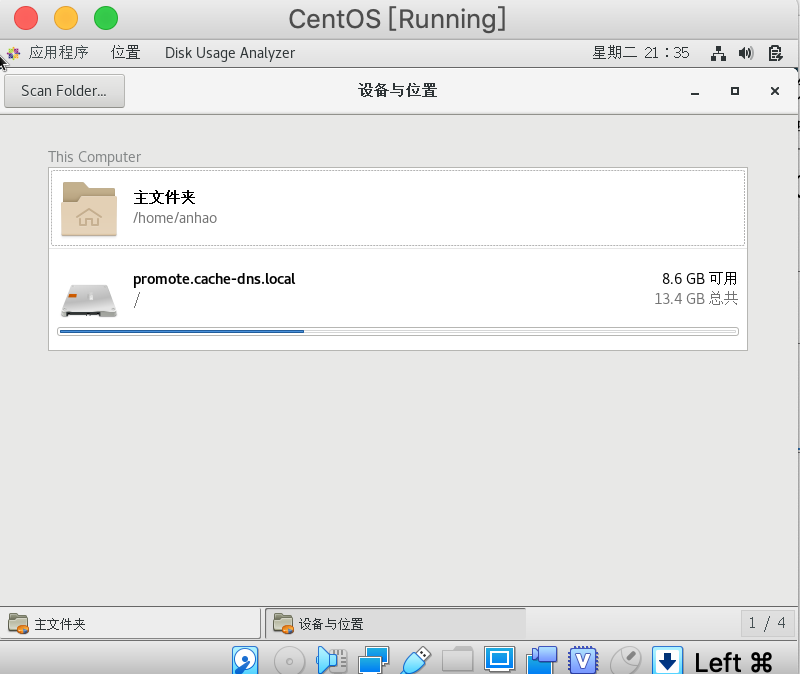 CentOS [Running]
应用程序 位置 Disk Usage Analyzer 星期二 21：35
Scan Folder... 设备与位置
This Computer
主文件夹
/home/anhao
promote.cache-dns.local 8.6 GB 可用
/ 13.4 GB 总共
主文件夹 设备与位置 1 / 4
V Left ⌘